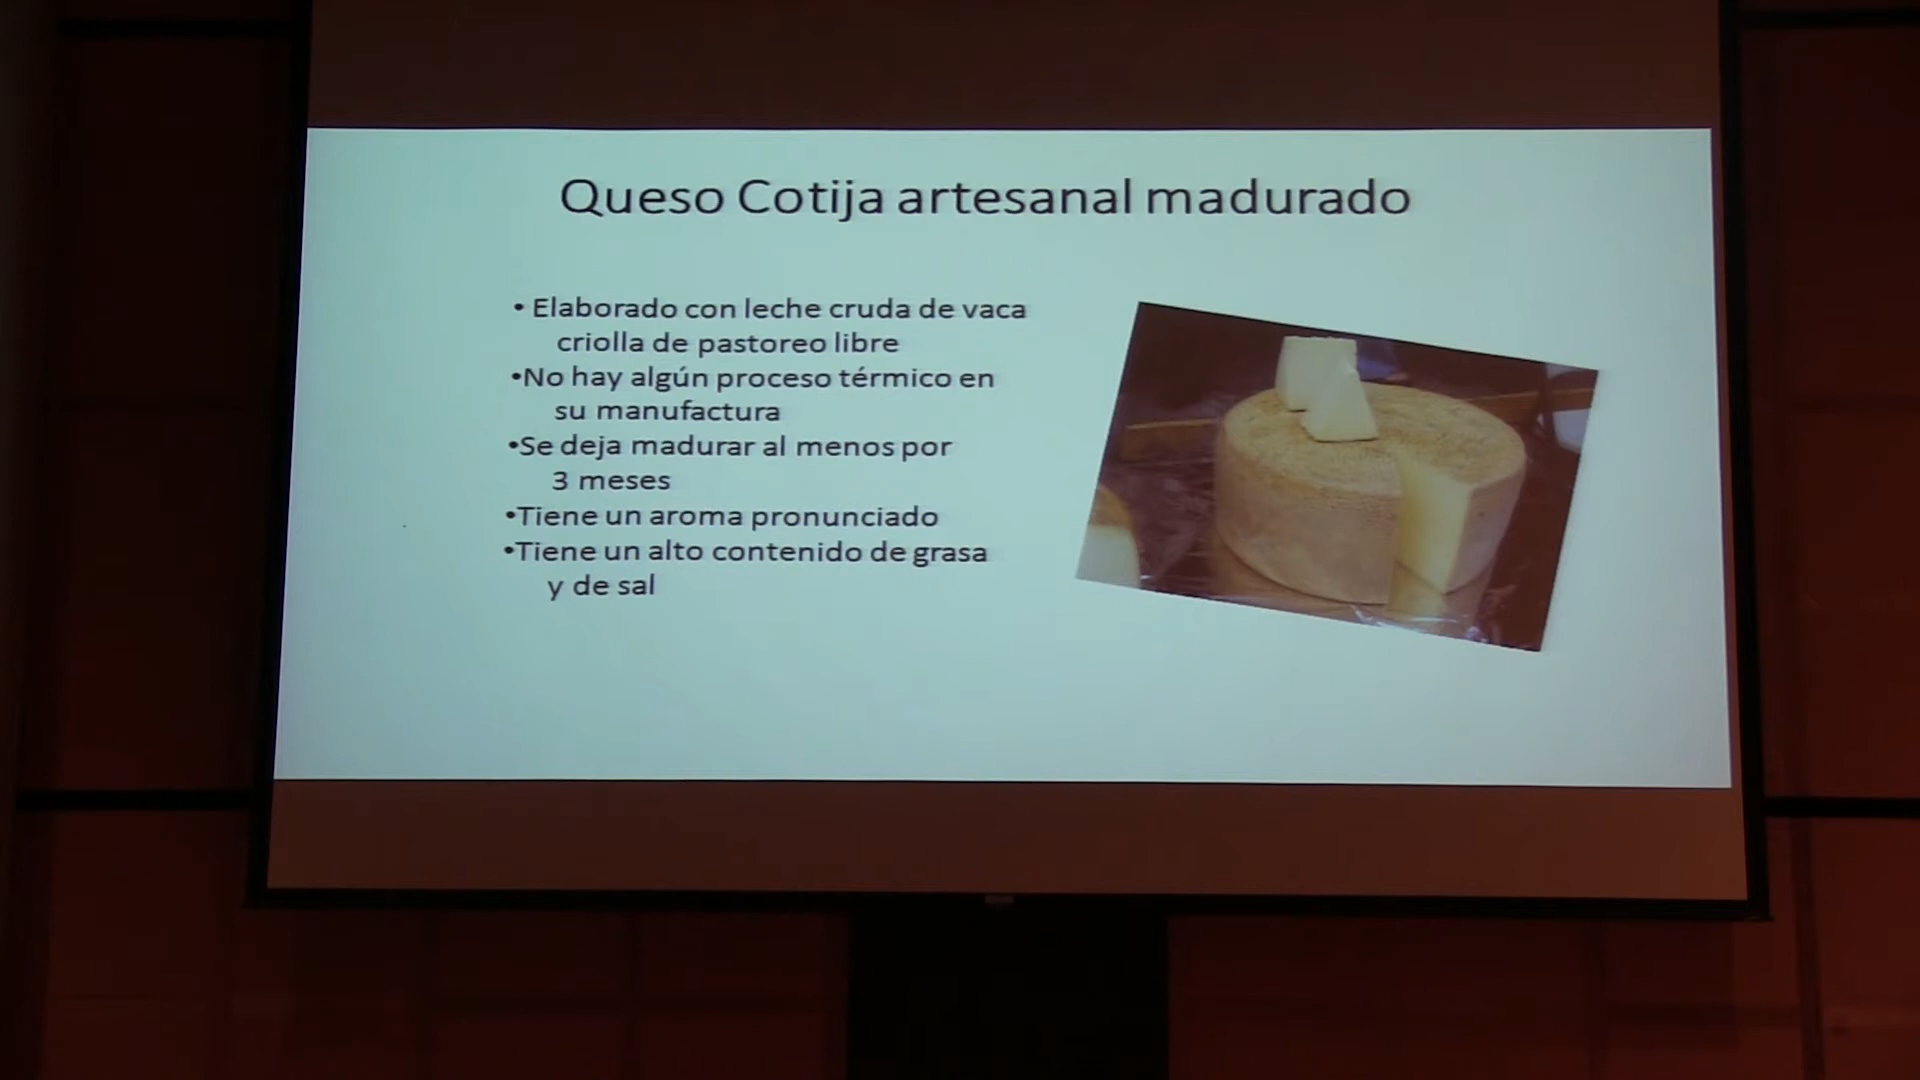 Queso Cotija artesanal madurado
• Elaborado con leche cruda de vaca
criolla de pastoreo libre
•No hay algún proceso térmico en
su manufactura
•Se deja madurar al menos por
3 meses
•Tiene un aroma pronunciado
•Tiene un alto contenido de grasa
y de sal